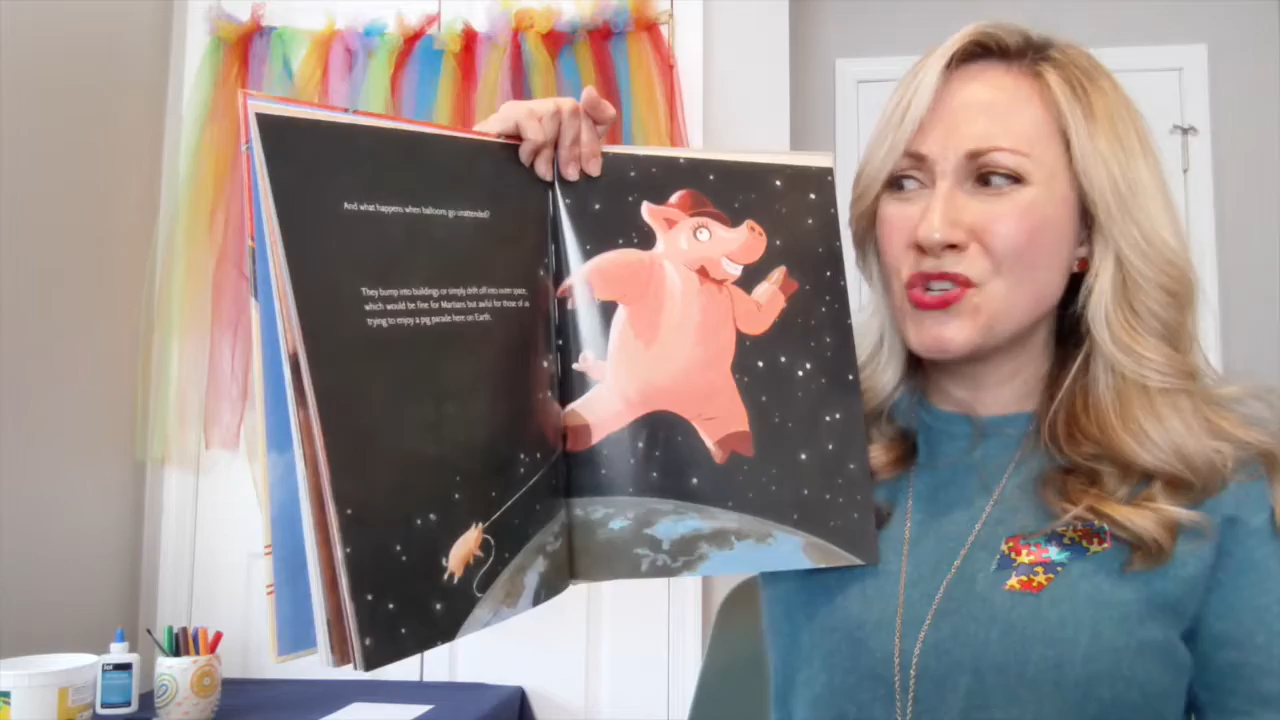 And what happens when balloons go unattended?
They bump into buildings or simply drift off into outer space,
which would be fine for Martians but awful for those of us
trying to enjoy a pig parade here on Earth.